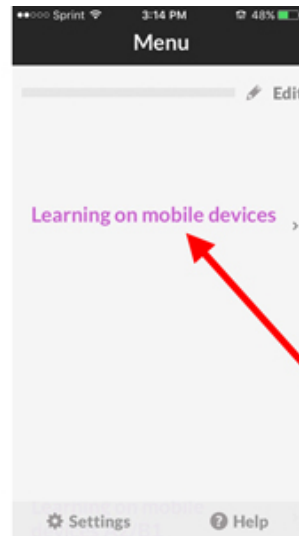 Sprint 3:14 PM 48%
Menu
Edit
Learning on mobile devices
Settings Help